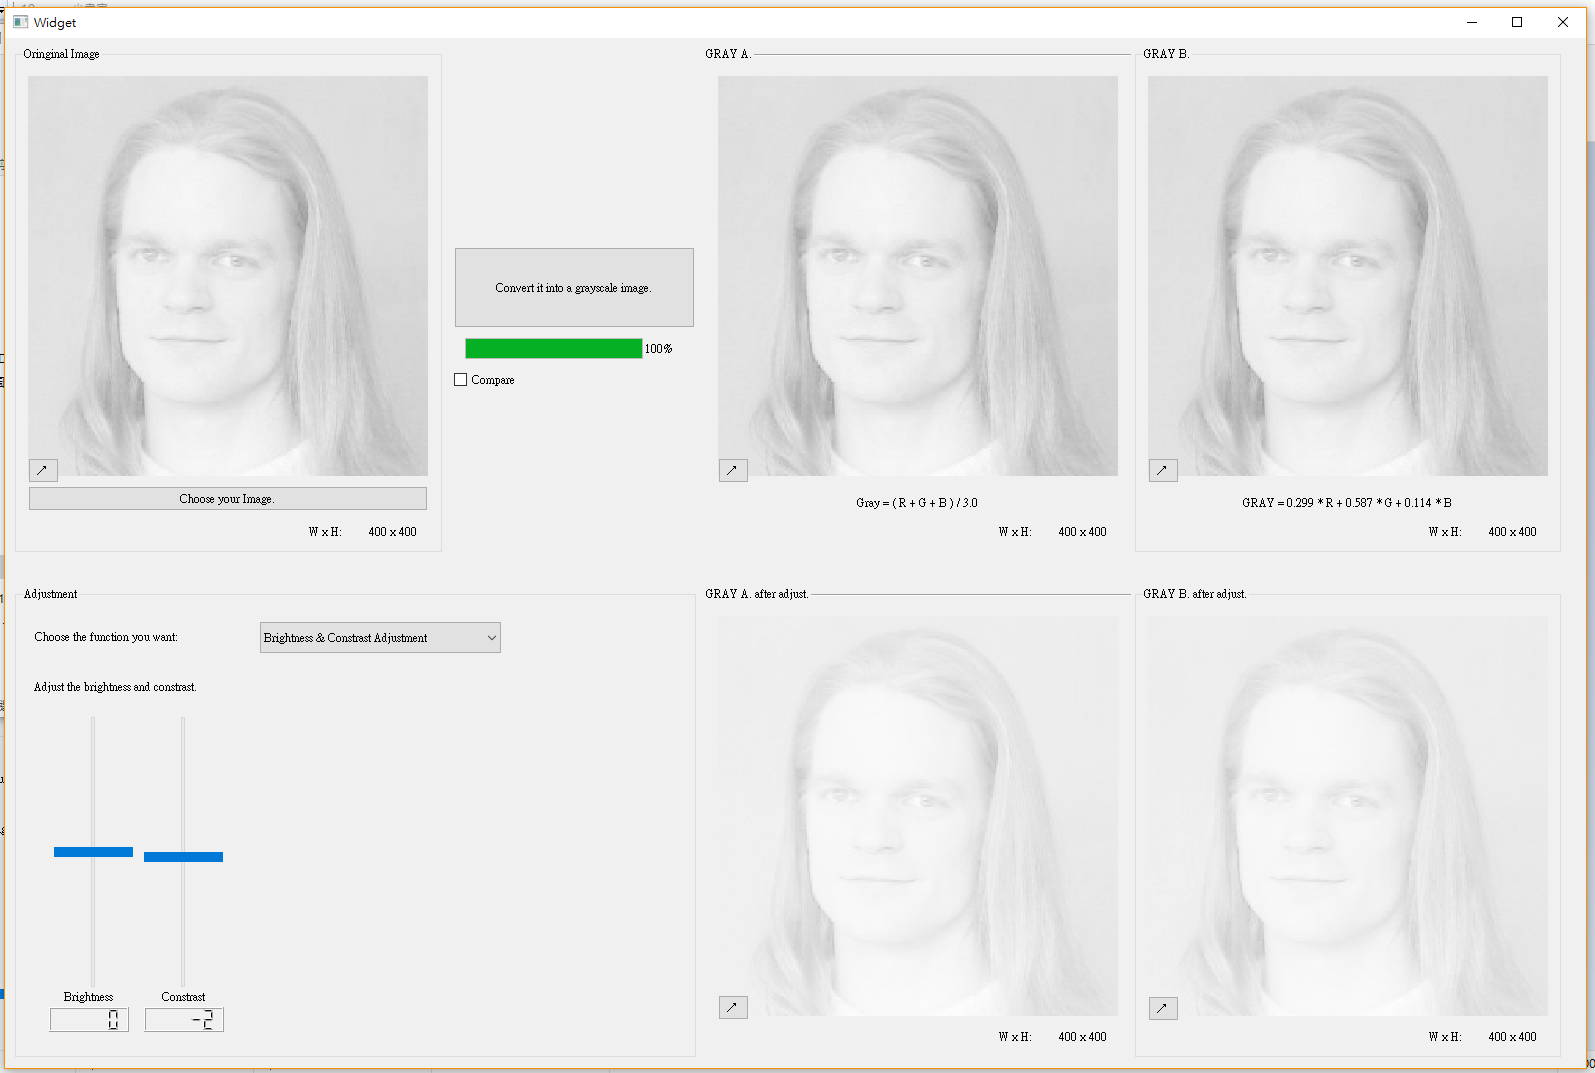 Widget
Oringinal Image
GRAY A.
GRAY B.
Convert it into a grayscale image.
100%
Compare
Choose your Image.
Gray = ( R + G + B ) / 3.0
GRAY = 0.299 * R + 0.587 * G + 0.114 * B
W x H: 400 x 400
W x H: 400 x 400
W x H: 400 x 400
Adjustment
GRAY A. after adjust.
GRAY B. after adjust.
Choose the function you want:
Brightness & Constrast Adjustment
Adjust the brightness and constrast.
Brightness
Constrast
0
-2
W x H: 400 x 400
W x H: 400 x 400